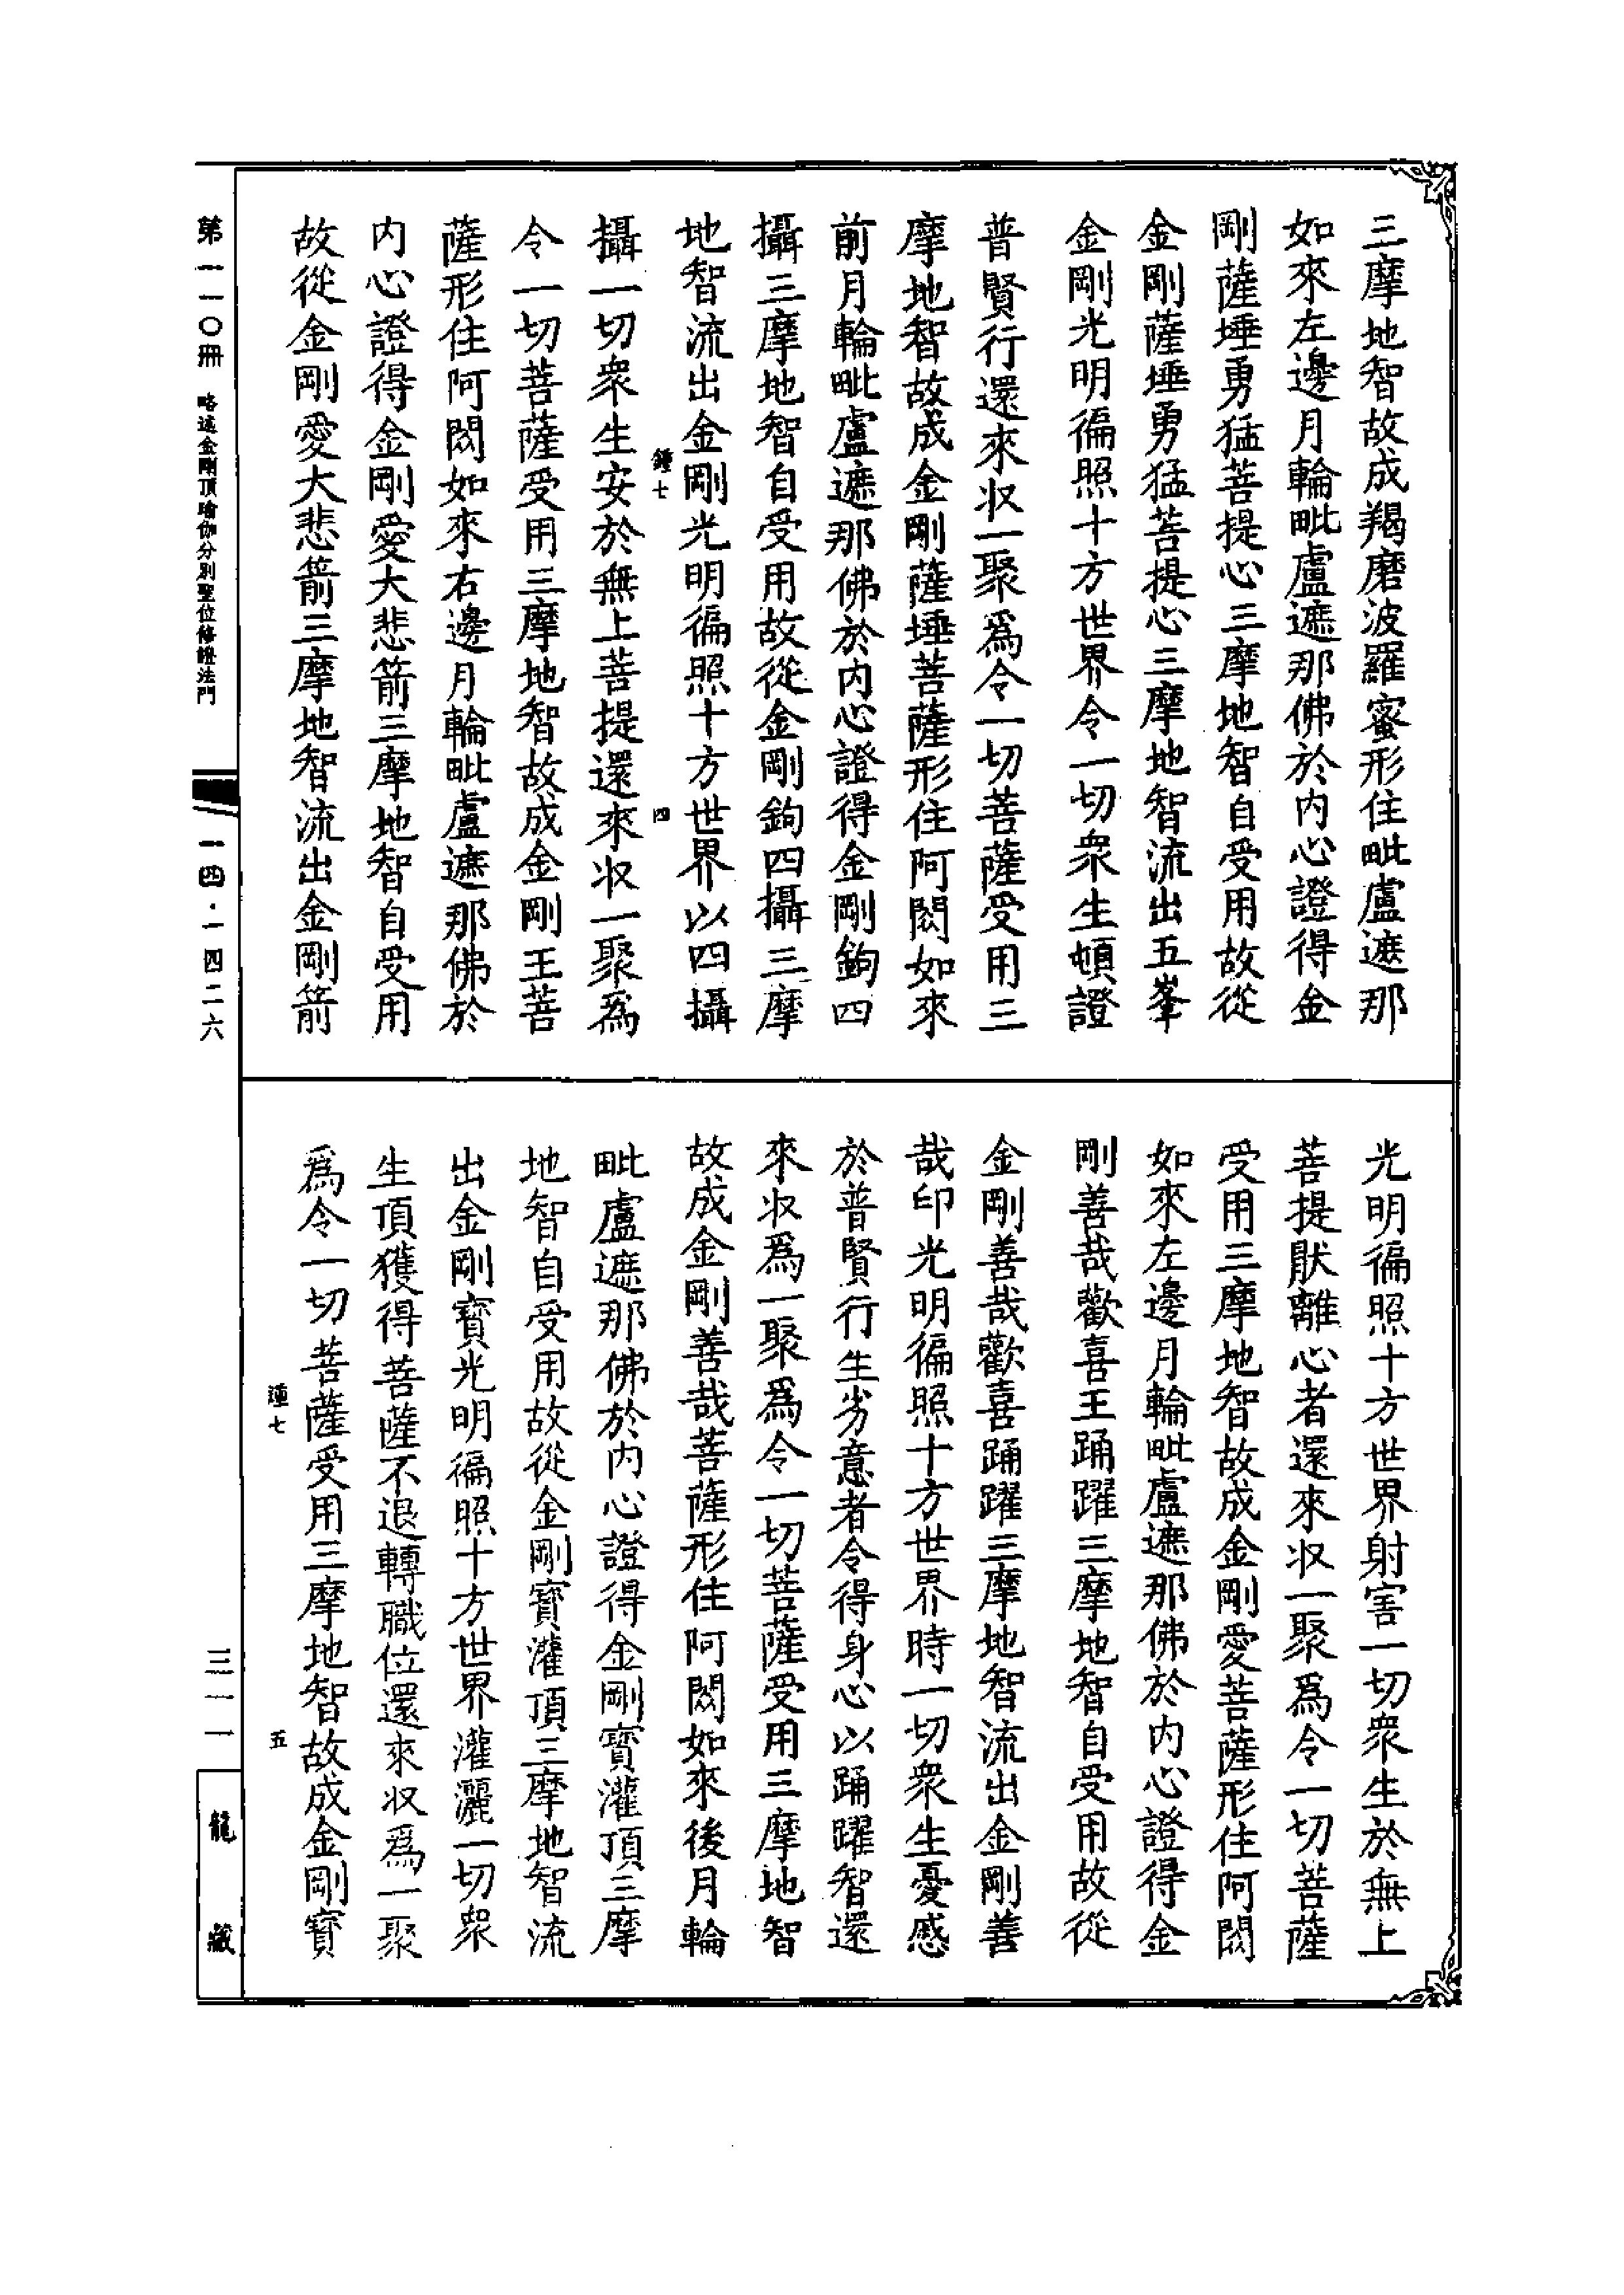 三摩地智故成羯磨波羅蜜形住毗盧遮那
如來左邊月輪毗盧遮那佛於內心證得金
剛薩埵勇猛菩提心三摩地智自受用故從
金剛薩埵勇猛菩提心三摩地智流出五峯
金剛光明徧照十方世界令一切衆生頓證
普賢行還來収一聚爲令一切菩薩受用三
摩地智故成金剛薩埵菩薩形住阿閦如來
前月輪毗盧遮那佛於內心證得金剛鉤四
攝三摩地智自受用故從金剛鉤四攝三摩
地智流出金剛光明徧照十方世界以四攝
鍾七 四
攝一切衆生安於無上菩提還來収一聚爲
令一切菩薩受用三摩地智故成金剛王菩
薩形住阿閦如來右邊月輪毗盧遮那佛於
內心證得金剛愛大悲箭三摩地智自受用
故從金剛愛大悲箭三摩地智流出金剛箭
光明徧照十方世界射害一切衆生於無上
菩提猒離心者還來収一聚爲令一切菩薩
受用三摩地智故成金剛愛菩薩形住阿閦
如來左邊月輪毗盧遮那佛於內心證得金
剛善哉歡喜王踊躍三摩地智自受用故從
金剛善哉歡喜踊躍三摩地智流出金剛善
哉印光明徧照十方世界時一切衆生憂慼
於普賢行生劣意者令得身心以踊躍智還
來収爲一聚爲令一切菩薩受用三摩地智
故成金剛善哉菩薩形住阿閦如來後月輪
毗盧遮那佛於內心證得金剛寶灌頂三摩
地智自受用故從金剛寶灌頂三摩地智流
出金剛寶光明徧照十方世界灌灑一切衆
生頂獲得菩薩不退轉職位還來収爲一聚
爲令一切菩薩受用三摩地智故成金剛寶
鍾七 五
第一一〇冊 略述金剛頂瑜伽分別聖位修證法門
一四·一四二六
三一一
龍藏